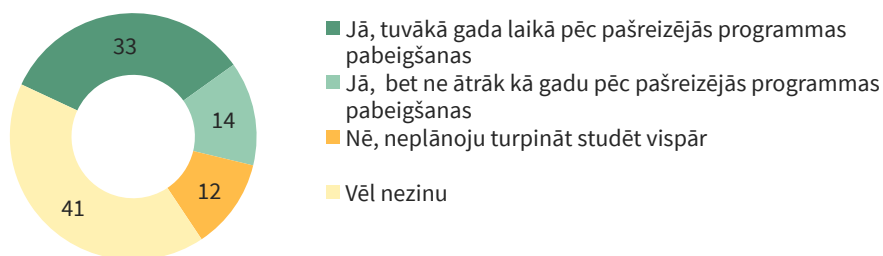 33
14
12
41
Jā, tuvākā gada laikā pēc pašreizējās programmas
pabeigšanas
Jā,  bet ne ātrāk kā gadu pēc pašreizējās programmas
pabeigšanas
Nē, neplānoju turpināt studēt vispār
Vēl nezinu